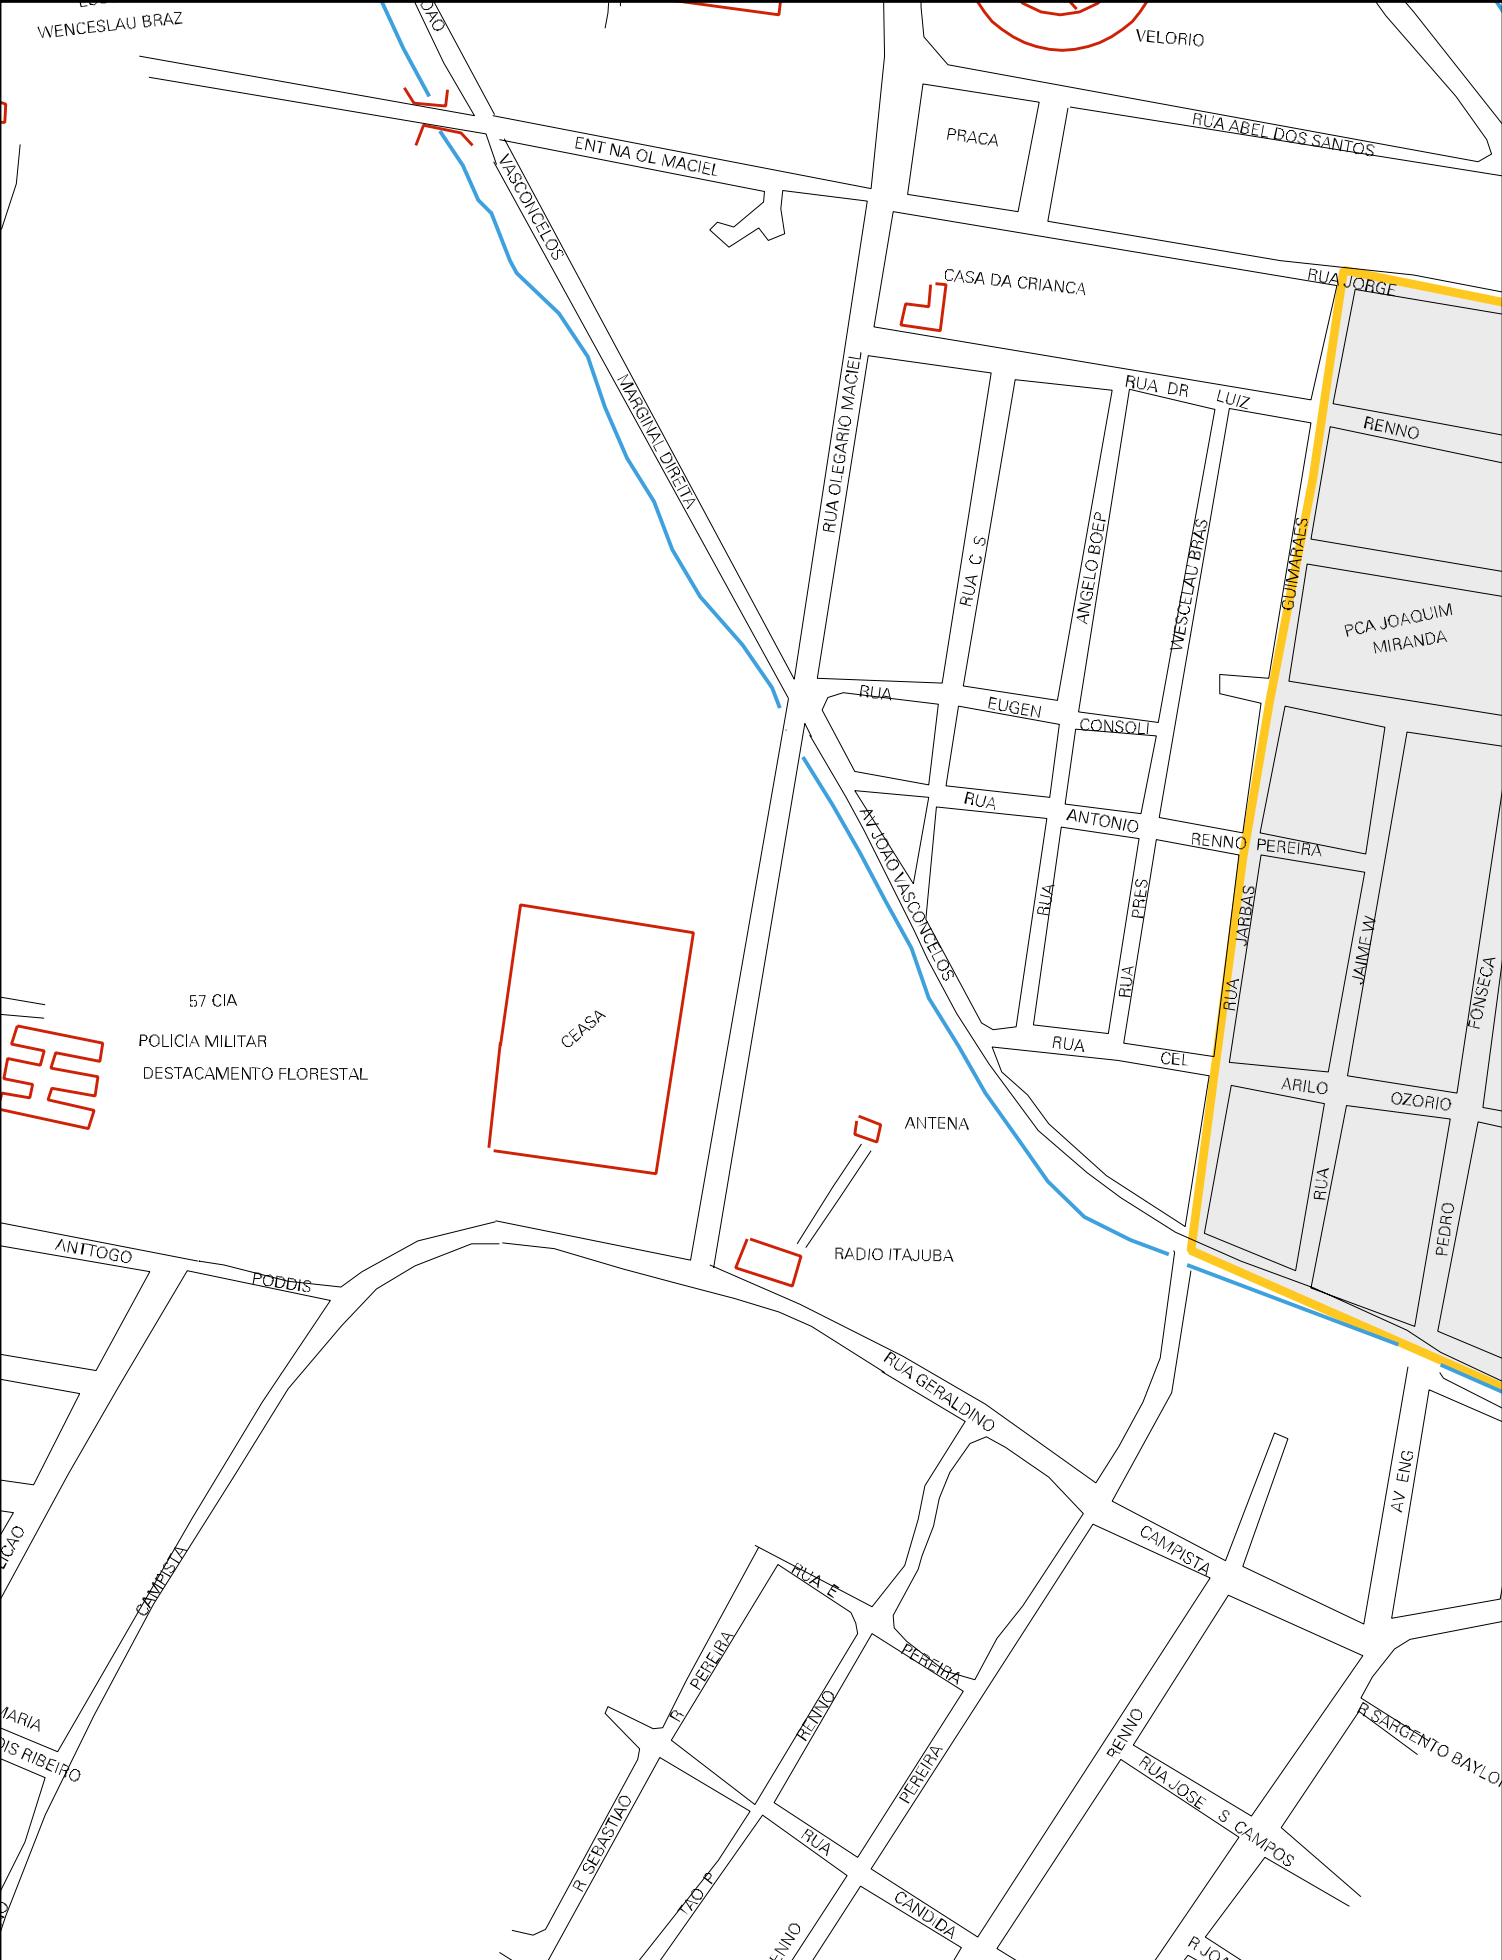 WENCESLAU BRAZ
VELORIO
RUA ABEL DOS SANTOS
PRACA
ENT NA OL MACIEL
VASCONCELOS
RUA JORGE
CASA DA CRIANCA
MARGINAL DIREITA
RUA OLEGARIO MACIEL
RUA DR LUIZ
RENNO
RUA C S
ANGELO BOEP
WESCELAU BRAS
GUIMARAES
PCA JOAQUIM
MIRANDA
RUA EUGEN CONSOLI
RUA ANTONIO RENNO PEREIRA
AV JOAO VASCONCELOS
RUA
RUA PRES
RUA JARBAS
JAIME W
FONSECA
57 CIA
POLICIA MILITAR
DESTACAMENTO FLORESTAL
CEASA
RUA CEL ARILO OZORIO
ANTENA
RUA
PEDRO
RADIO ITAJUBA
ANTTOGO PODDIS
RUA GERALDINO CAMPISTA
AV ENG
CAMPISTA
RUA E PEREIRA
R PEREIRA
RENNO
PEREIRA
RENNO
R SARGENTO BAYLO
MARIA
RIBEIRO
RUA JOSE S CAMPOS
R SEBASTIAO
TAO P
RUA CANDIDA